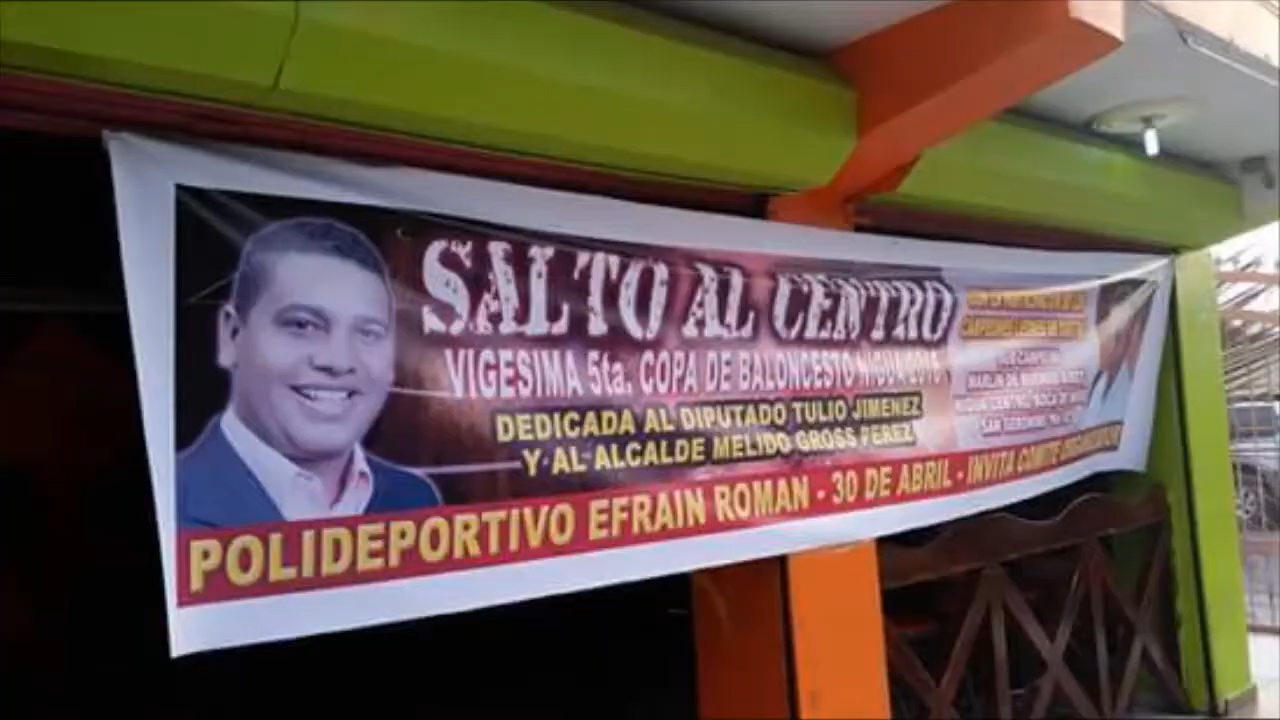 SALTO AL CENTRO
VIGESIMA 5ta. COPA DE BALONCESTO NIGUA 2016
DEDICADA AL DIPUTADO TULIO JIMENEZ
Y AL ALCALDE MELIDO GROSS PEREZ
POLIDEPORTIVO EFRAIN ROMAN - 30 DE ABRIL - INVITA COMITE ORGANIZADOR